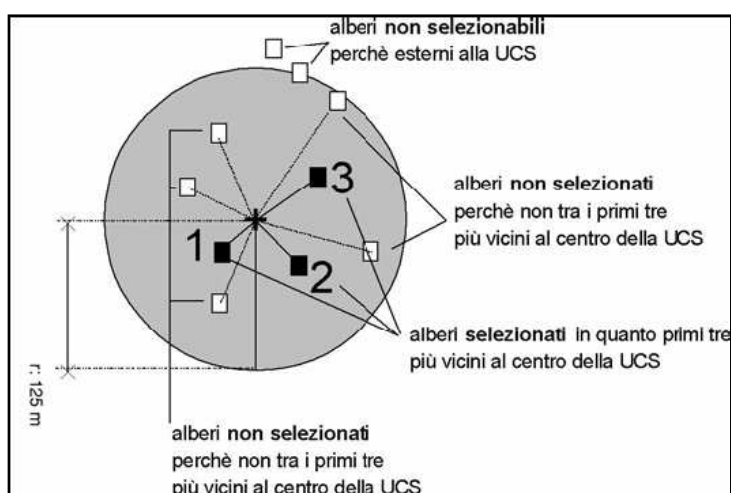 alberi non selezionabili
perchè esterni alla UCS
3
alberi non selezionati
perchè non tra i primi tre
più vicini al centro della UCS
1
2
alberi selezionati in quanto primi tre
più vicini al centro della UCS
r: 125 m
alberi non selezionati
perchè non tra i primi tre
più vicini al centro della UCS